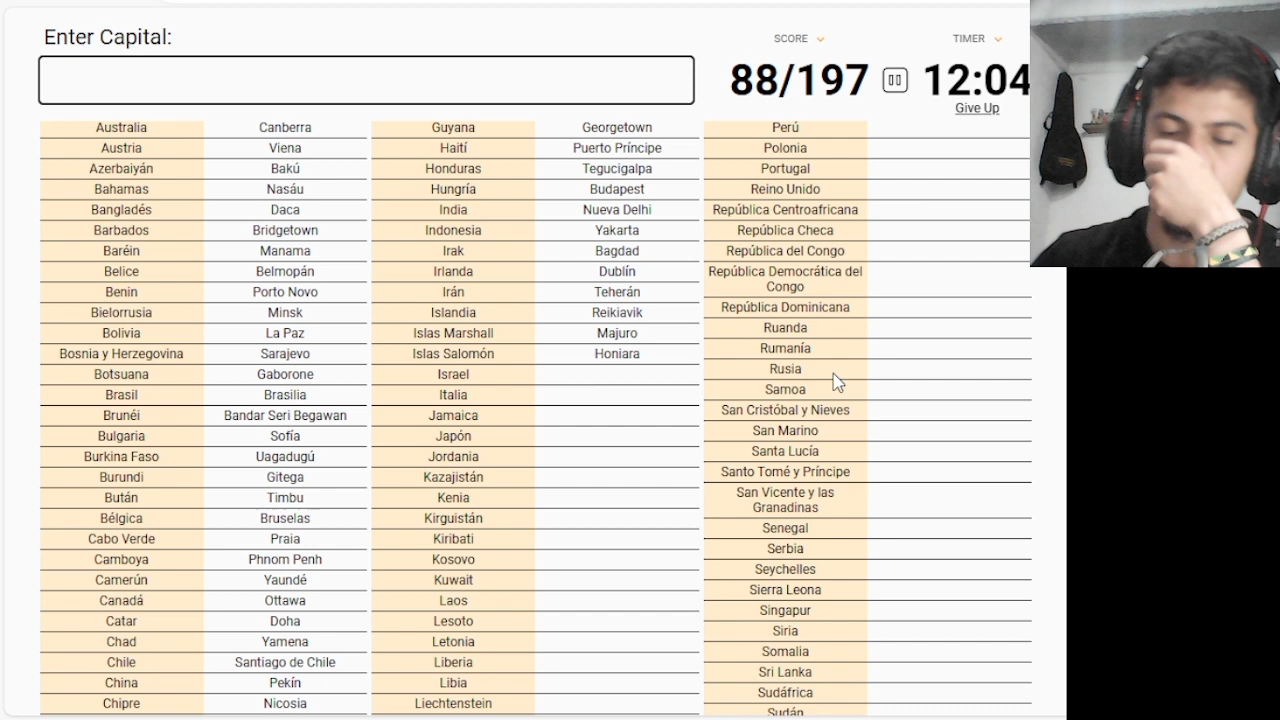 Enter Capital:
SCORE
TIMER
88/197
12:04
Give Up
Australia Canberra
Austria Viena
Azerbaiyán Bakú
Bahamas Nasáu
Bangladés Daca
Barbados Bridgetown
Baréin Manama
Belice Belmopán
Benin Porto Novo
Bielorrusia Minsk
Bolivia La Paz
Bosnia y Herzegovina Sarajevo
Botsuana Gaborone
Brasil Brasilia
Brunéi Bandar Seri Begawan
Bulgaria Sofía
Burkina Faso Uagadugú
Burundi Gitega
Bután Timbu
Bélgica Bruselas
Cabo Verde Praia
Camboya Phnom Penh
Camerún Yaundé
Canadá Ottawa
Catar Doha
Chad Yamena
Chile Santiago de Chile
China Pekín
Chipre Nicosia
Guyana Georgetown
Haití Puerto Príncipe
Honduras Tegucigalpa
Hungría Budapest
India Nueva Delhi
Indonesia Yakarta
Irak Bagdad
Irlanda Dublín
Irán Teherán
Islandia Reikiavik
Islas Marshall Majuro
Islas Salomón Honiara
Israel
Italia
Jamaica
Japón
Jordania
Kazajistán
Kenia
Kirguistán
Kiribati
Kosovo
Kuwait
Laos
Lesoto
Letonia
Liberia
Libia
Liechtenstein
Perú
Polonia
Portugal
Reino Unido
República Centroafricana
República Checa
República del Congo
República Democrática del
Congo
República Dominicana
Ruanda
Rumanía
Rusia
Samoa
San Cristóbal y Nieves
San Marino
Santa Lucía
Santo Tomé y Príncipe
San Vicente y las
Granadinas
Senegal
Serbia
Seychelles
Sierra Leona
Singapur
Siria
Somalia
Sri Lanka
Sudáfrica
Sudán